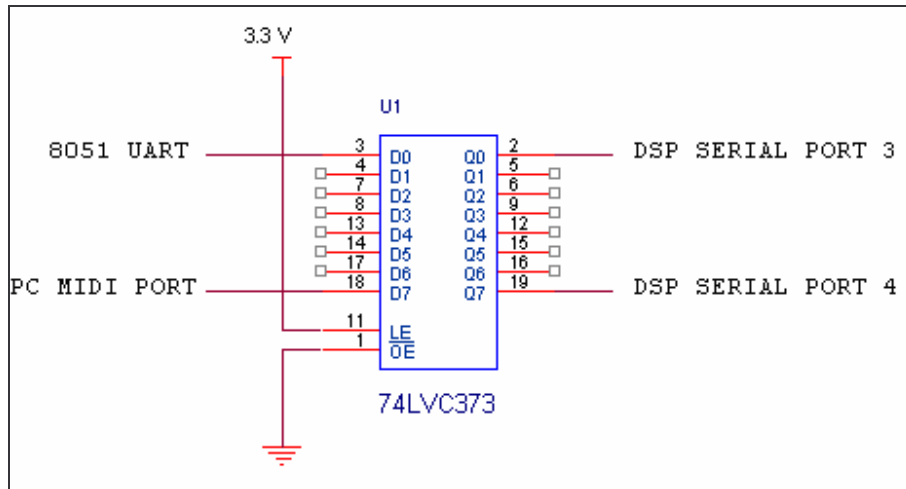 3.3 V
U1
8051 UART 3 D0 Q0 2 DSP SERIAL PORT 3
4 D1 Q1 5
7 D2 Q2 6
8 D3 Q3 9
13 D4 Q4 12
14 D5 Q5 15
17 D6 Q6 16
PC MIDI PORT 18 D7 Q7 19 DSP SERIAL PORT 4
11 LE
1 OE
74LVC373